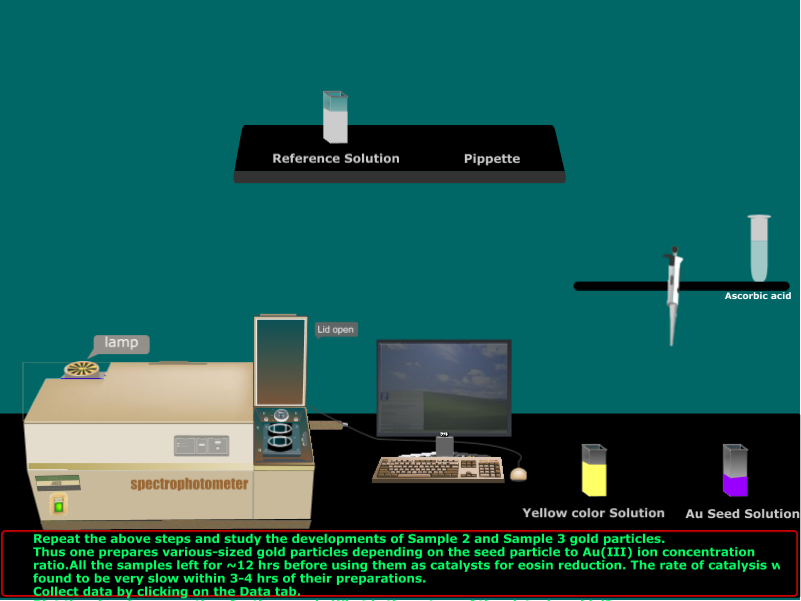 Reference Solution
Pippette
Ascorbic acid
Lid open
lamp
spectrophotometer
Yellow color Solution
Au Seed Solution
Repeat the above steps and study the developments of Sample 2 and Sample 3 gold particles.
Thus one prepares various-sized gold particles depending on the seed particle to Au(III) ion concentration
ratio.All the samples left for ~12 hrs before using them as catalysts for eosin reduction. The rate of catalysis
found to be very slow within 3-4 hrs of their preparations.
Collect data by clicking on the Data tab.